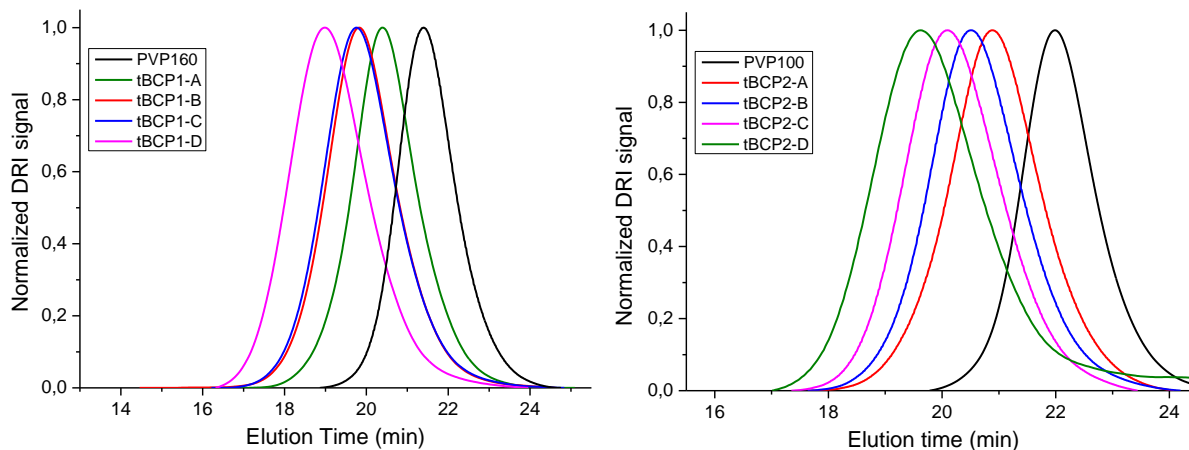 Normalized DRI signal
1,0
0,8
0,6
0,4
0,2
0,0
PVP160
tBCP1-A
tBCP1-B
tBCP1-C
tBCP1-D
14 16 18 20 22 24
Elution Time (min)
Normalized DRI signal
1,0
0,8
0,6
0,4
0,2
0,0
PVP100
tBCP2-A
tBCP2-B
tBCP2-C
tBCP2-D
16 18 20 22 24
Elution time (min)